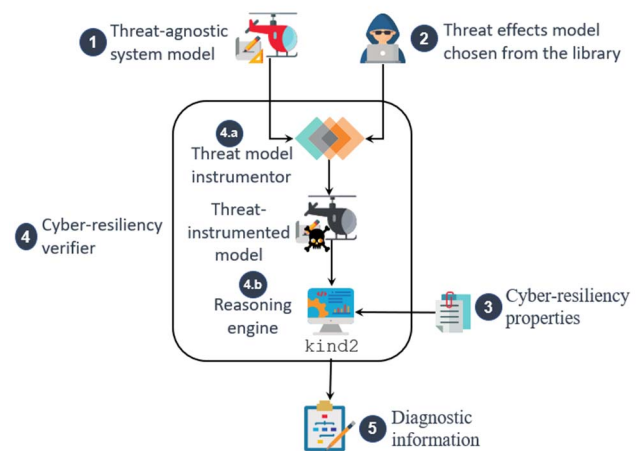 1
Threat-agnostic
system model
2
Threat effects model
chosen from the library
4.a
Threat model
instrumentor
Threat-
instrumented
model
4
Cyber-resiliency
verifier
4.b
Reasoning
engine
kind2
3
Cyber-resiliency
properties
5
Diagnostic
information